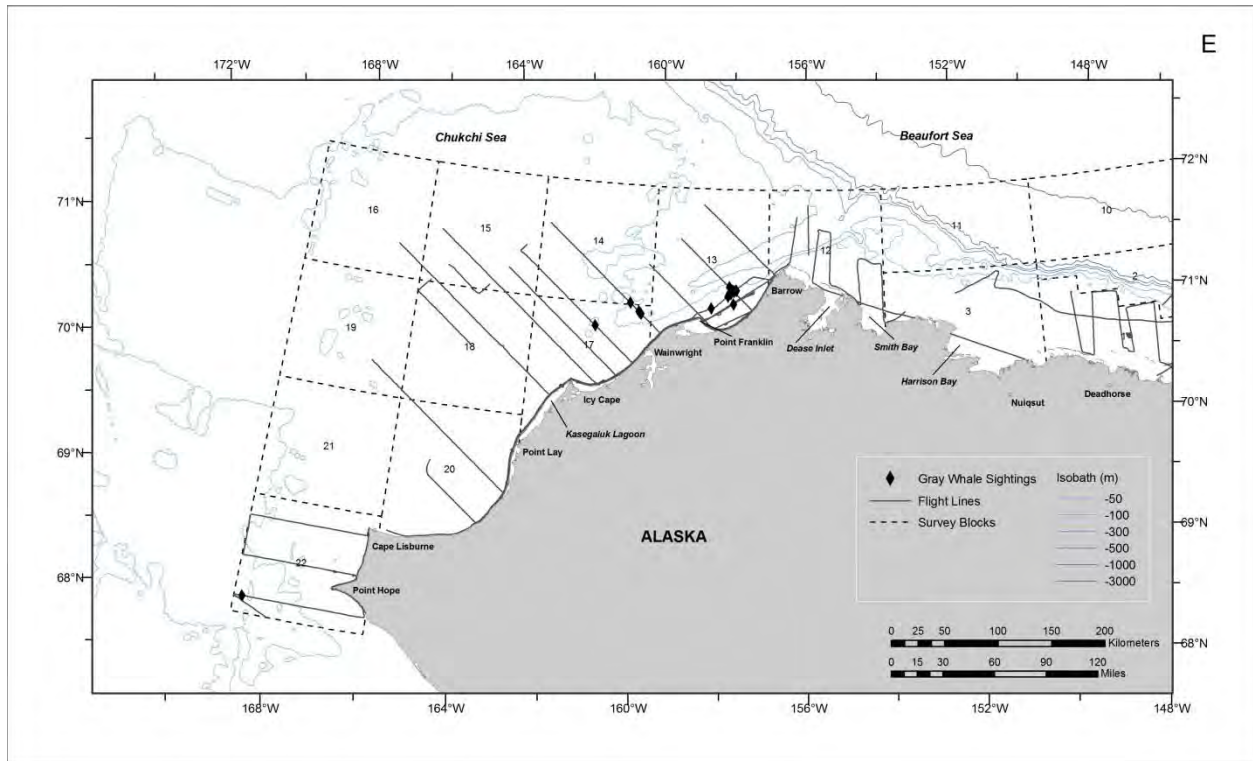 E
172°W 168°W 164°W 160°W 156°W 152°W 148°W
Chukchi Sea
Beaufort Sea
72°N
71°N
71°N
70°N
70°N
69°N
69°N
68°N
68°N
16
15
14
13
12
11
10
2
3
19
18
17
21
20
22
Barrow
Point Franklin
Wainwright
Dease Inlet
Smith Bay
Harrison Bay
Nuiqsut
Deadhorse
Icy Cape
Kasegaluk Lagoon
Point Lay
Cape Lisburne
Point Hope
ALASKA
Gray Whale Sightings
Flight Lines
Survey Blocks
Isobath (m)
-50
-100
-300
-500
-1000
-3000
0 25 50 100 150 200
Kilometers
0 15 30 60 90 120
Miles
168°W 164°W 160°W 156°W 152°W 148°W